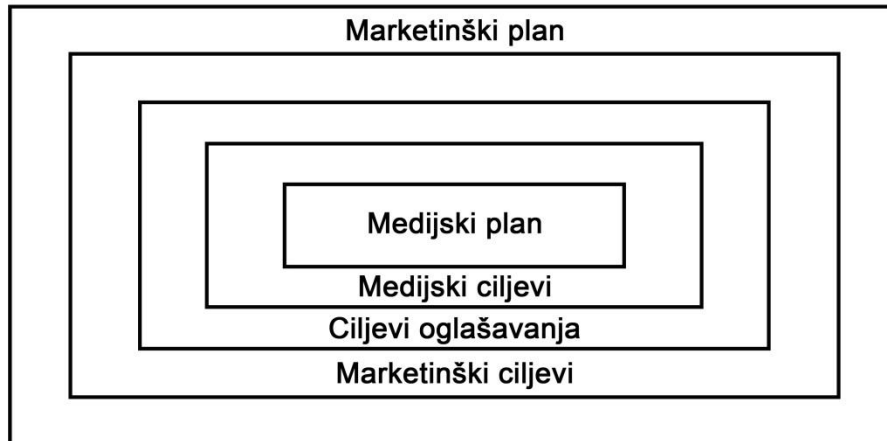 Marketinški plan
Medijski plan
Medijski ciljevi
Ciljevi oglašavanja
Marketinški ciljevi